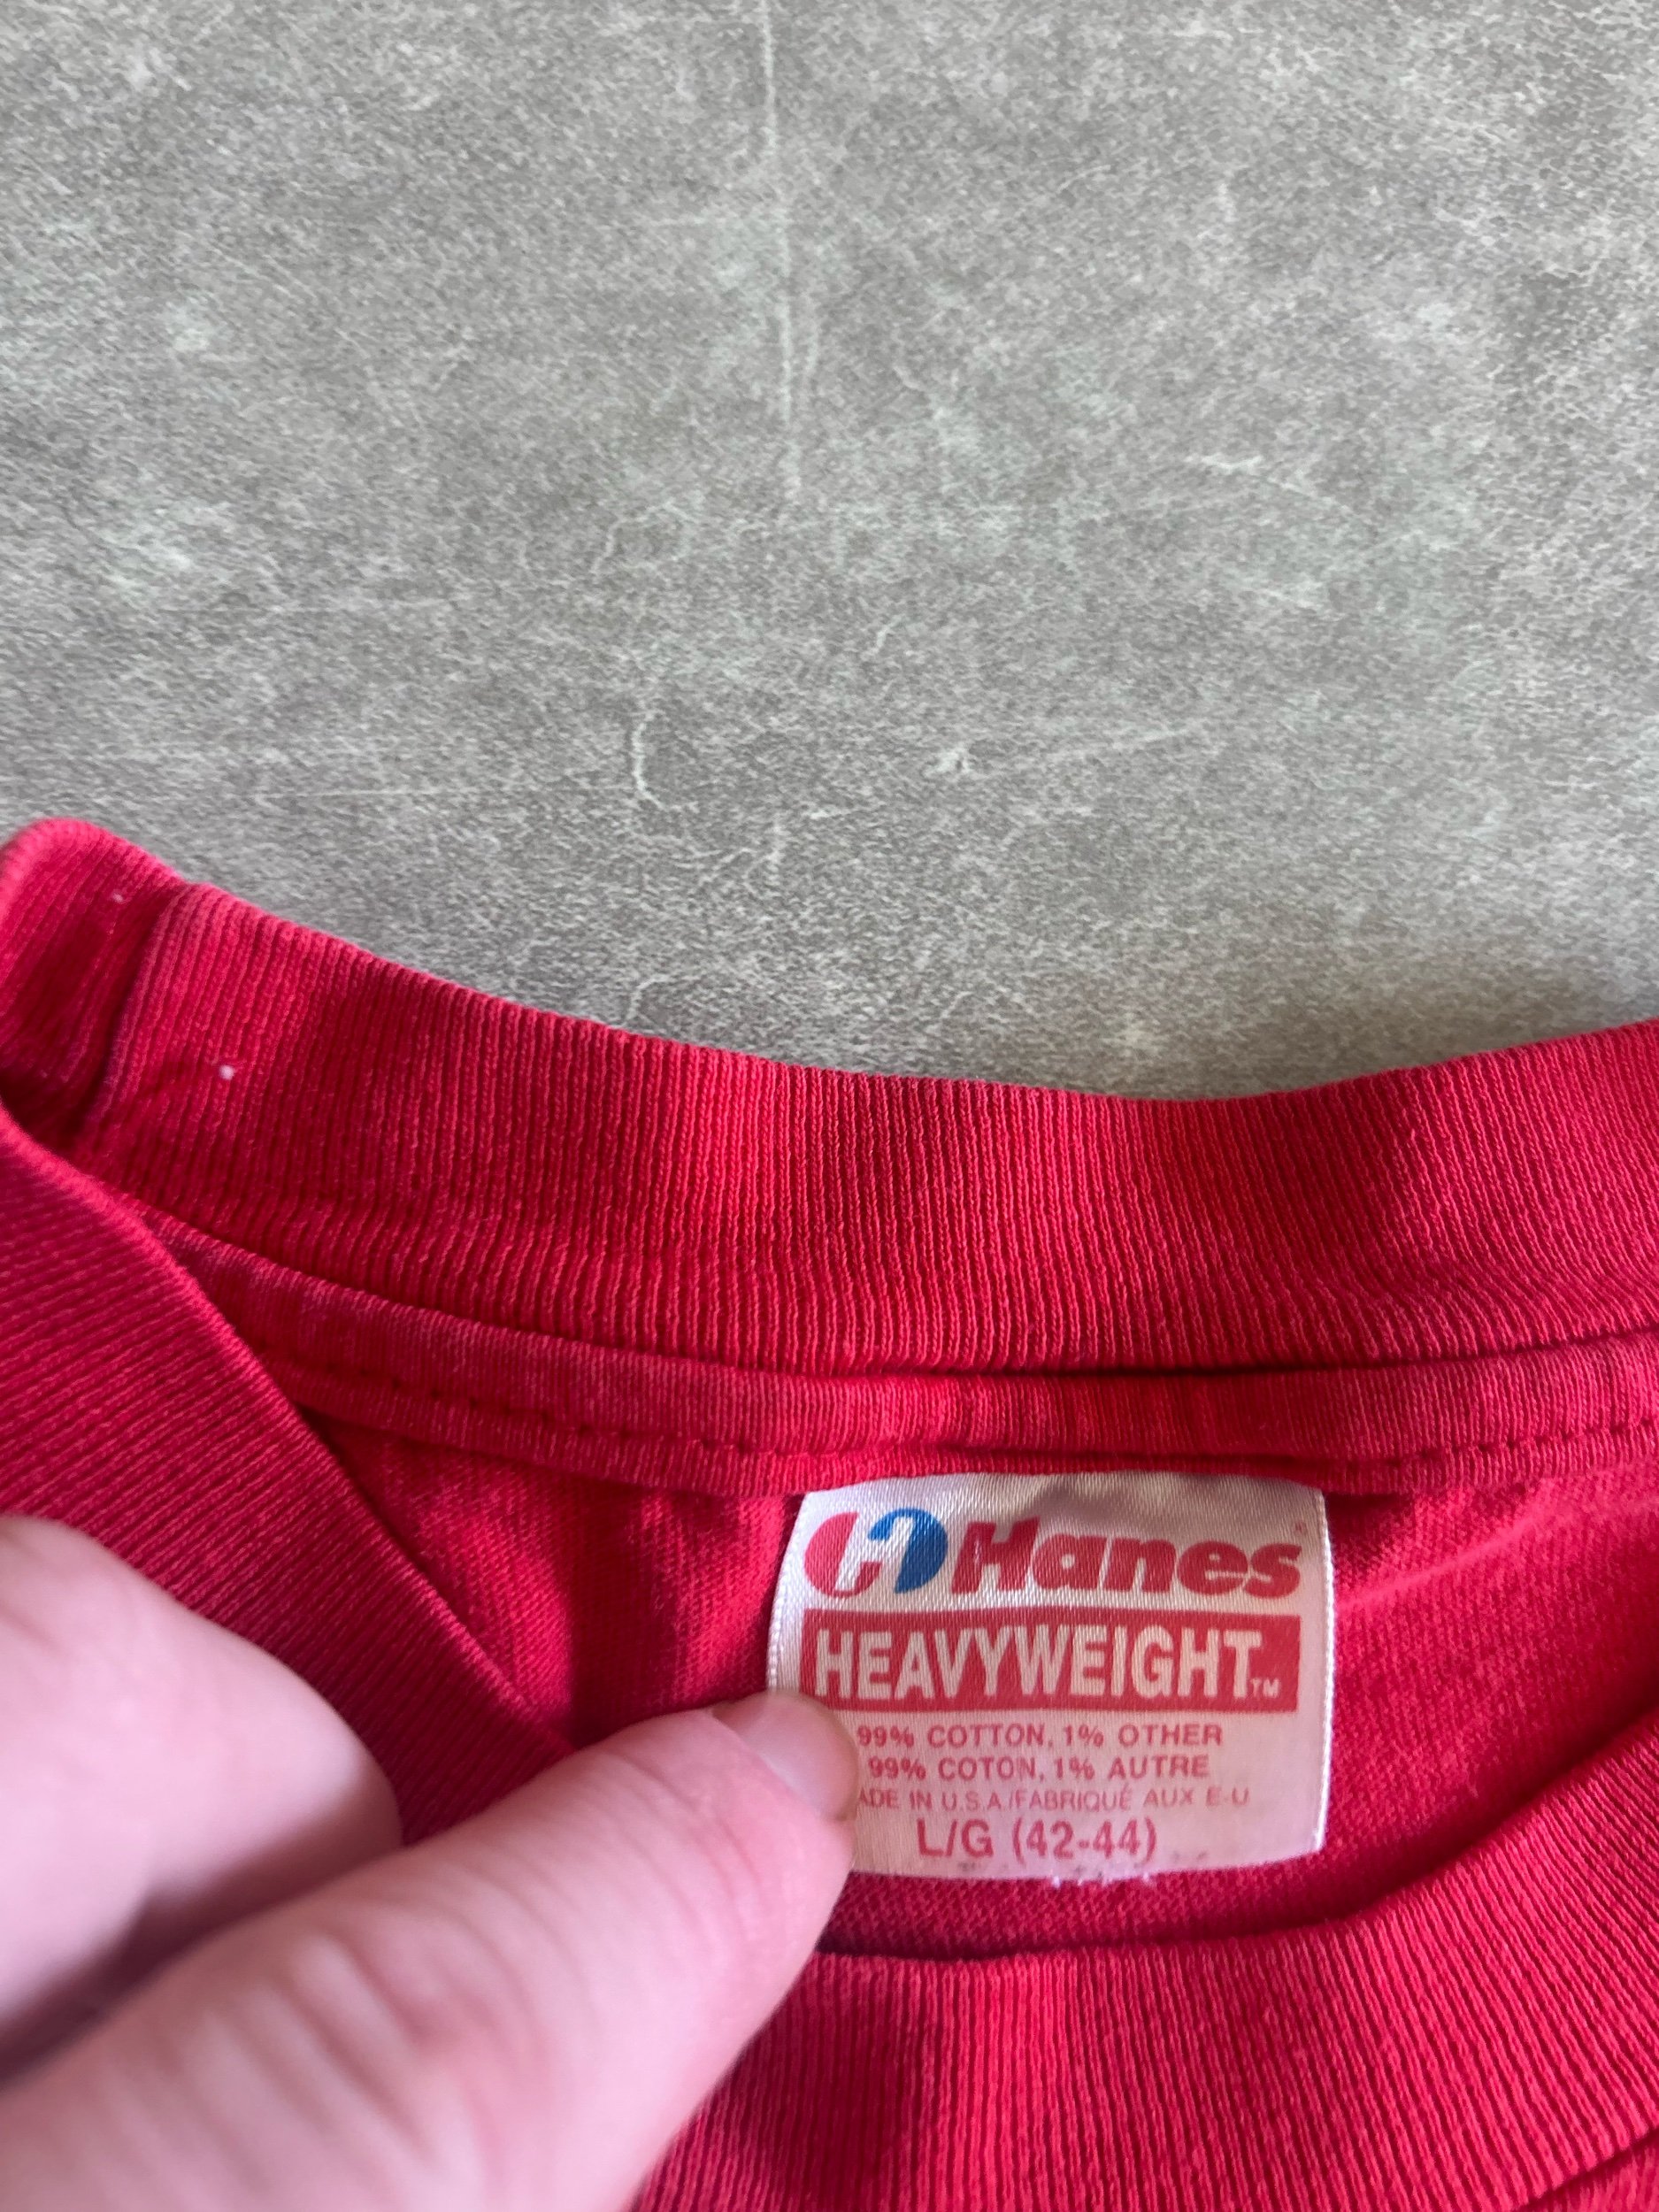 Hanes®
HEAVYWEIGHT™
99% COTTON, 1% OTHER
99% COTON, 1% AUTRE
ADE IN U.S.A./FABRIQUÉ AUX E-U
L/G (42-44)